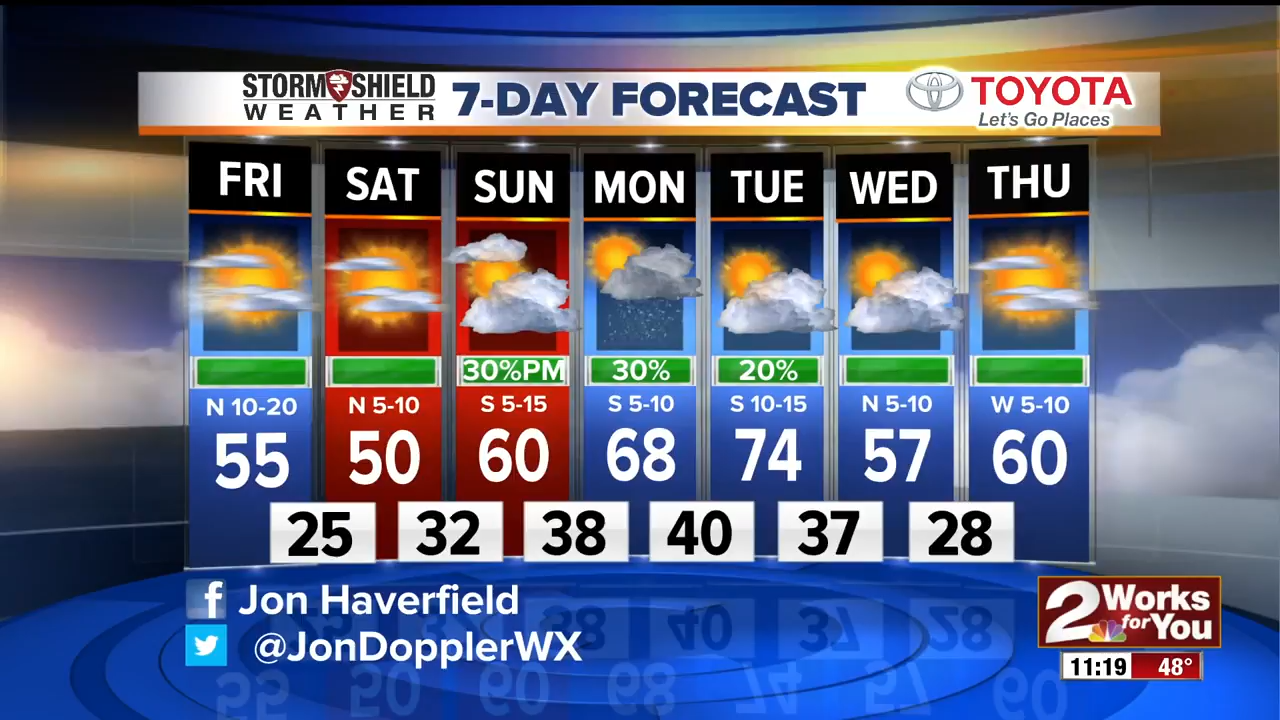 STORM SHIELD
WEATHER
7-DAY FORECAST
TOYOTA
Let's Go Places
FRI SAT SUN MON TUE WED THU
30%PM 30% 20%
N 10-20 N 5-10 S 5-15 S 5-10 S 10-15 N 5-10 W 5-10
55 50 60 68 74 57 60
25 32 38 40 37 28
f Jon Haverfield
@JonDopplerWX
2 Works
for You
11:19 48°